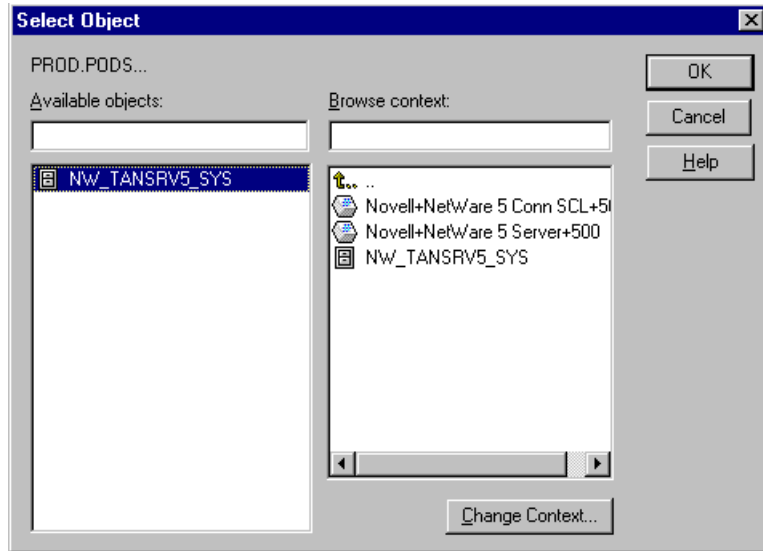 Select Object
PROD.PODS...
OK
Available objects:
Browse context:
Cancel
Help
NW_TANSRV5_SYS
..
Novell+NetWare 5 Conn SCL+5
Novell+NetWare 5 Server+500
NW_TANSRV5_SYS
Change Context...